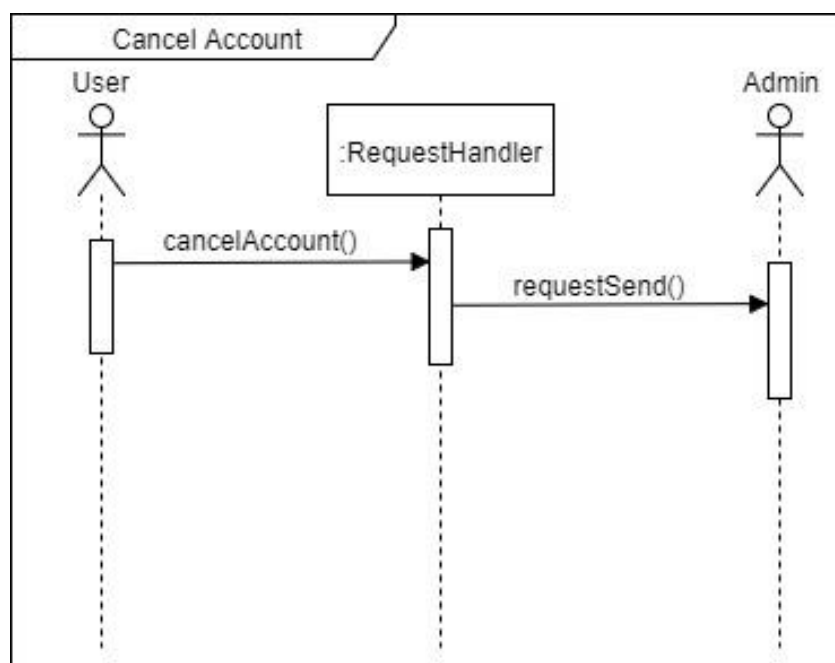 Cancel Account
User
Admin
:RequestHandler
cancelAccount()
requestSend()